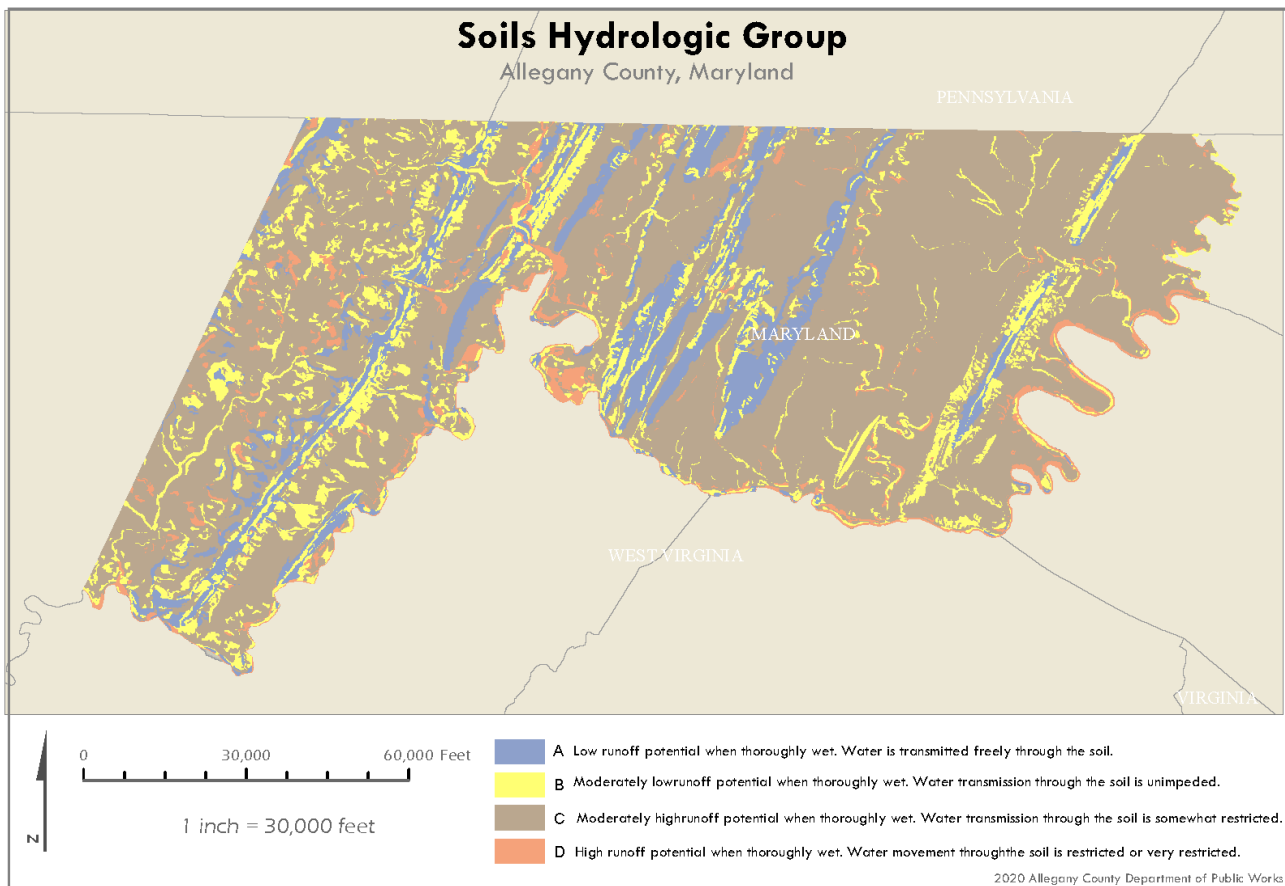 Soils Hydrologic Group
Allegany County, Maryland
PENNSYLVANIA
MARYLAND
WEST VIRGINIA
VIRGINIA
0 30,000 60,000 Feet
1 inch = 30,000 feet
N
A Low runoff potential when thoroughly wet. Water is transmitted freely through the soil.
B Moderately lowrunoff potential when thoroughly wet. Water transmission through the soil is unimpeded.
C Moderately highrunoff potential when thoroughly wet. Water transmission through the soil is somewhat restricted.
D High runoff potential when thoroughly wet. Water movement throughthe soil is restricted or very restricted.
2020 Allegany County Department of Public Works